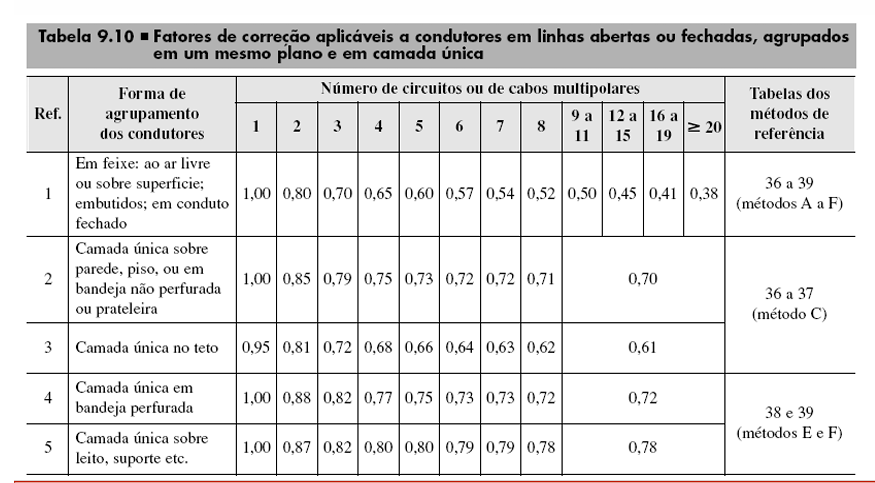 Tabela 9.10 ■ Fatores de correção aplicáveis a condutores em linhas abertas ou fechadas, agrupados
em um mesmo plano e em camada única
Ref.
Forma de
agrupamento
dos condutores
Número de circuitos ou de cabos multipolares
Tabelas dos
métodos de
referência
1 2 3 4 5 6 7 8 9 a 11 12 a 15 16 a 19 ≥ 20
1
Em feixe: ao ar livre
ou sobre superficie;
embutidos; em conduto
fechado
1,00 0,80 0,70 0,65 0,60 0,57 0,54 0,52 0,50 0,45 0,41 0,38
36 a 39
(métodos A a F)
2
Camada única sobre
parede, piso, ou em
bandeja não perfurada
ou prateleira
1,00 0,85 0,79 0,75 0,73 0,72 0,72 0,71 0,70
36 a 37
(método C)
3 Camada única no teto 0,95 0,81 0,72 0,68 0,66 0,64 0,63 0,62 0,61
4
Camada única em
bandeja perfurada
1,00 0,88 0,82 0,77 0,75 0,73 0,73 0,72 0,72
38 e 39
(métodos E e F)
5
Camada única sobre
leito, suporte etc.
1,00 0,87 0,82 0,80 0,80 0,79 0,79 0,78 0,78